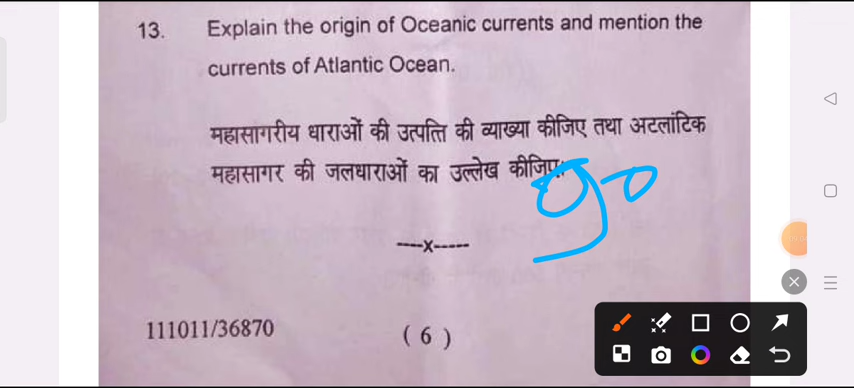 13. Explain the origin of Oceanic currents and mention the
currents of Atlantic Ocean.
महासागरीय धाराओं की उत्पत्ति की व्याख्या कीजिए तथा अटलांटिक
महासागर की जलधाराओं का उल्लेख कीजिए।
go
----x-----
111011/36870
( 6 )